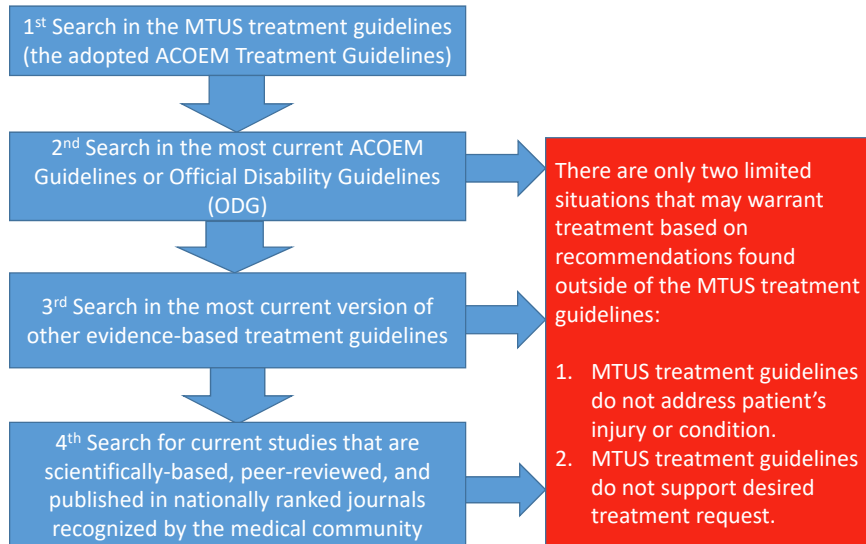 1st Search in the MTUS treatment guidelines
(the adopted ACOEM Treatment Guidelines)
2nd Search in the most current ACOEM
Guidelines or Official Disability Guidelines
(ODG)
3rd Search in the most current version of
other evidence-based treatment guidelines
4th Search for current studies that are
scientifically-based, peer-reviewed, and
published in nationally ranked journals
recognized by the medical community
There are only two limited
situations that may warrant
treatment based on
recommendations found
outside of the MTUS treatment
guidelines:
1. MTUS treatment guidelines
do not address patient's
injury or condition.
2. MTUS treatment guidelines
do not support desired
treatment request.